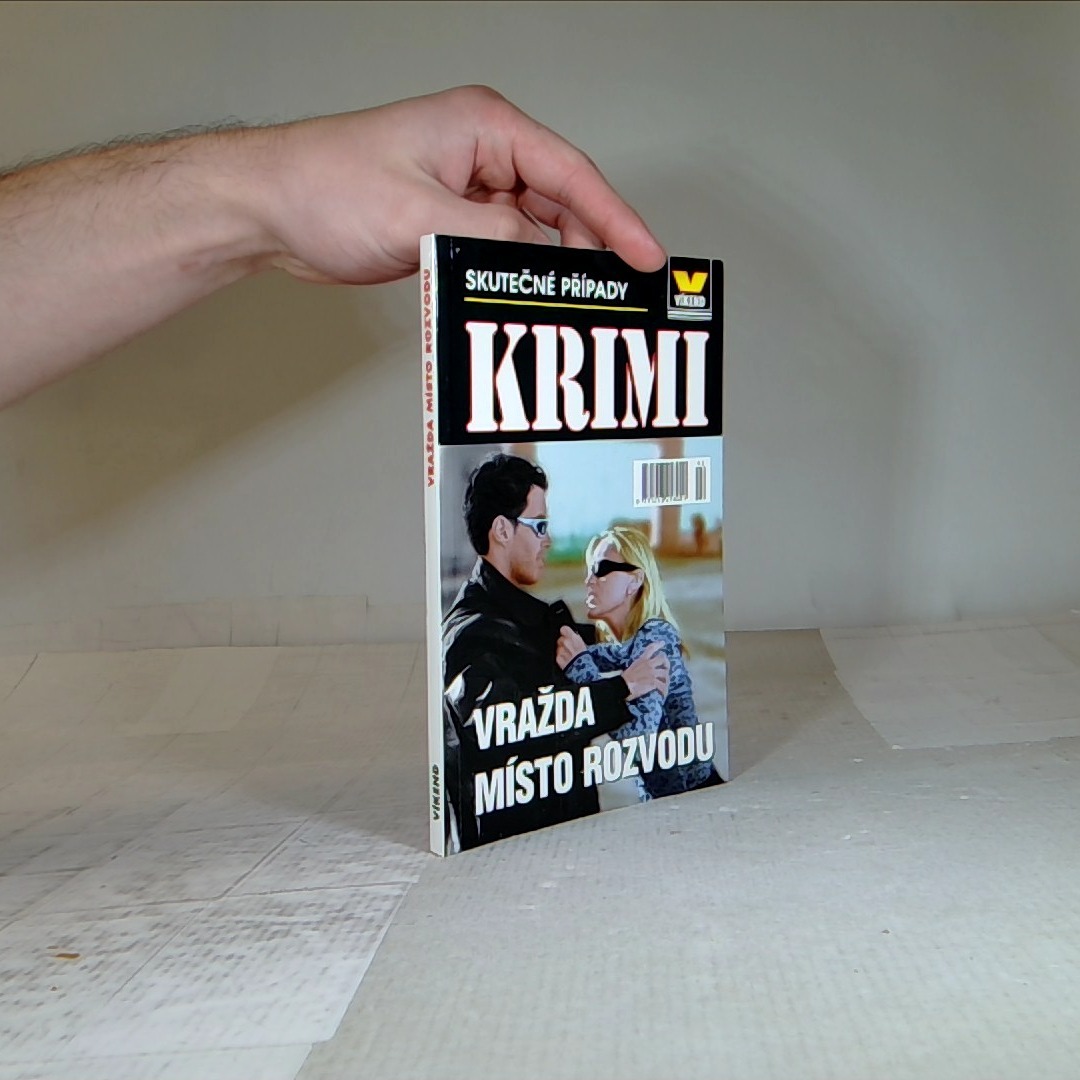 SKUTEČNÉ PŘÍPADY
KRIMI
VRAŽDA
MÍSTO ROZVODU
VRAŽDA MÍSTO ROZVODU
VÍKEND